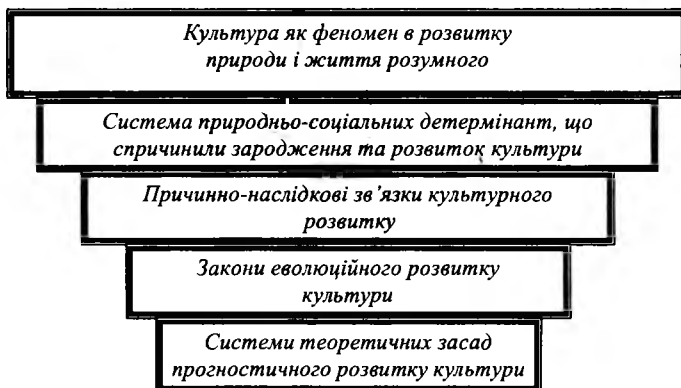 Культура як феномен в розвитку
природи і життя розумного
Система природньо-соціальних детермінант, що
спричинили зародження та розвиток культури
Причинно-наслідкові зв’язки культурного
розвитку
Закони еволюційного розвитку
культури
Системи теоретичних засад
прогностичного розвитку культури